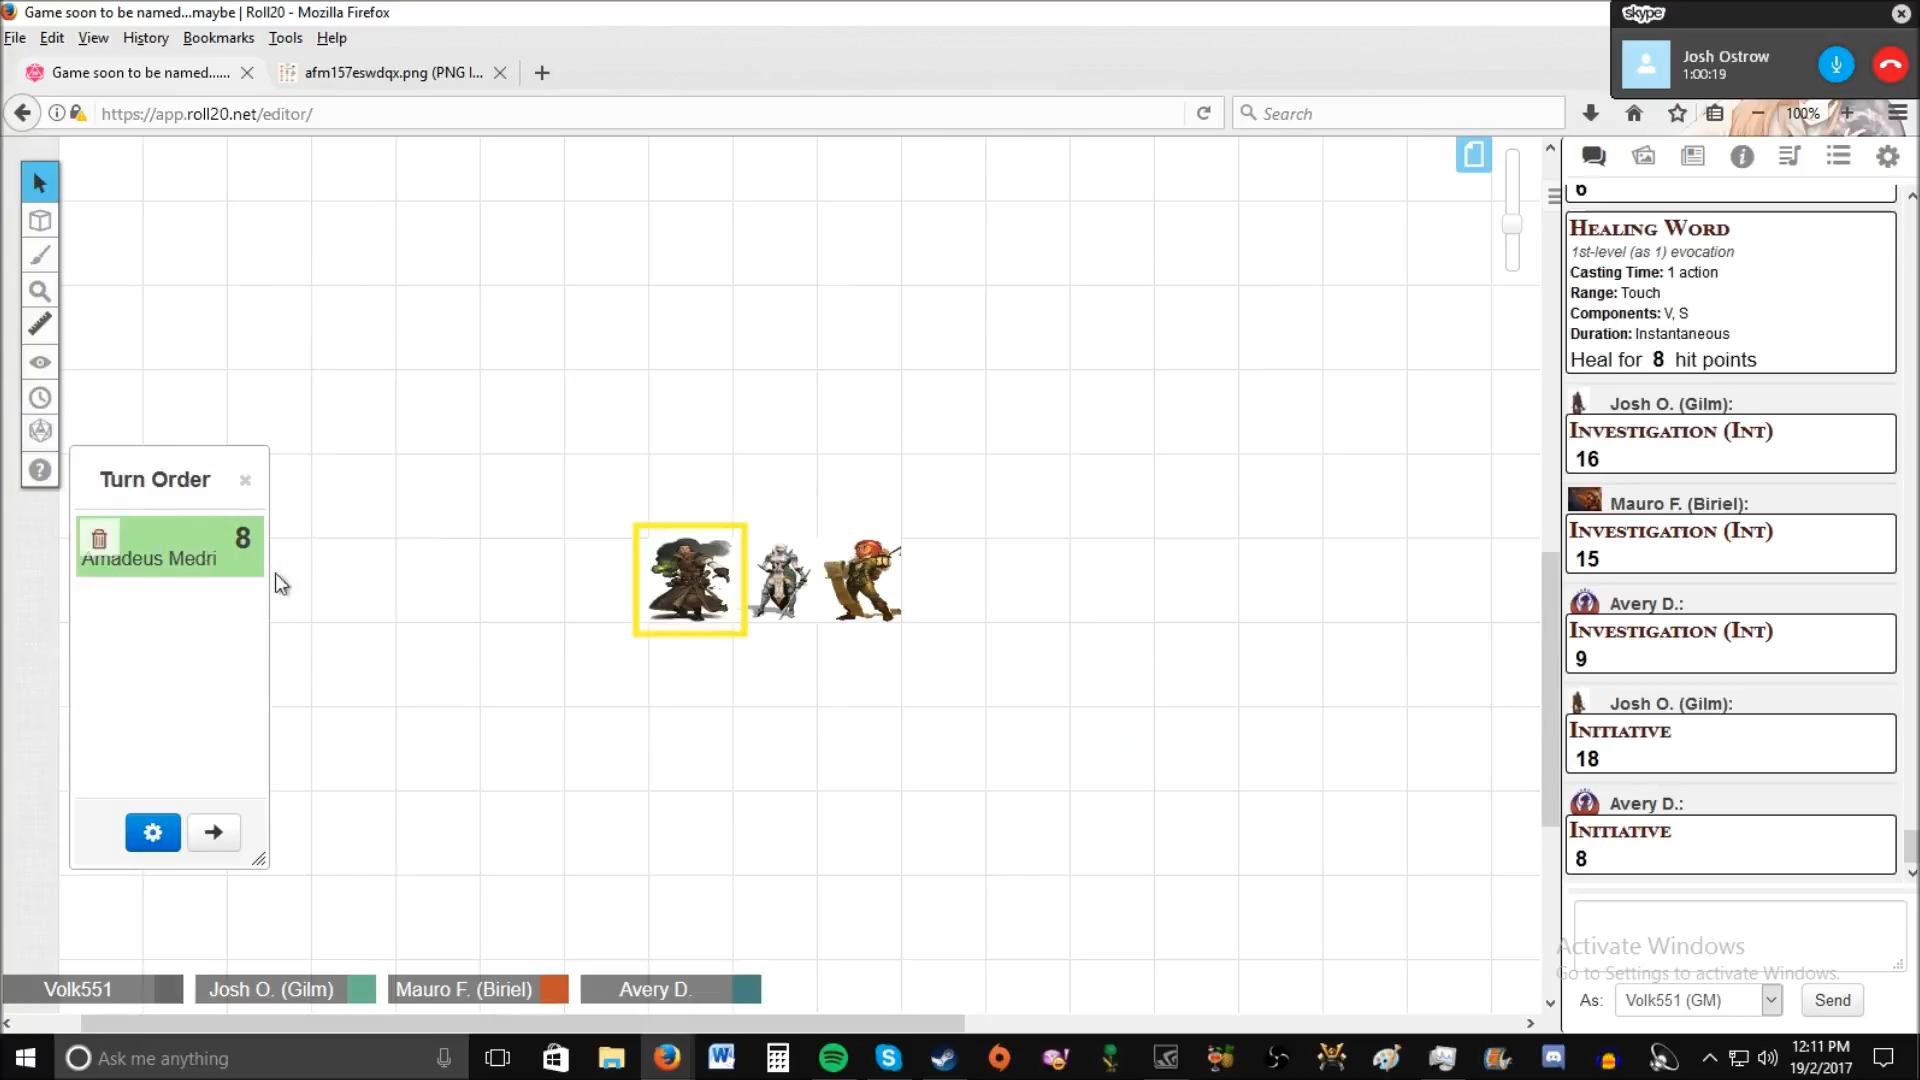 Game soon to be named...maybe | Roll20 - Mozilla Firefox
File Edit View History Bookmarks Tools Help
Game soon to be named......
afm157eswdqx.png (PNG I...
https://app.roll20.net/editor/
Search
100%
skype
Josh Ostrow
1:00:19
Turn Order
8
Amadeus Medri
6
Healing Word
1st-level (as 1) evocation
Casting Time: 1 action
Range: Touch
Components: V, S
Duration: Instantaneous
Heal for 8 hit points
Josh O. (Gilm):
Investigation (Int)
16
Mauro F. (Biriel):
Investigation (Int)
15
Avery D.:
Investigation (Int)
9
Josh O. (Gilm):
Initiative
18
Avery D.:
Initiative
8
Activate Windows
Go to Settings to activate Windows.
As: Volk551 (GM) Send
Volk551
Josh O. (Gilm)
Mauro F. (Biriel)
Avery D.
Ask me anything
12:11 PM
19/2/2017